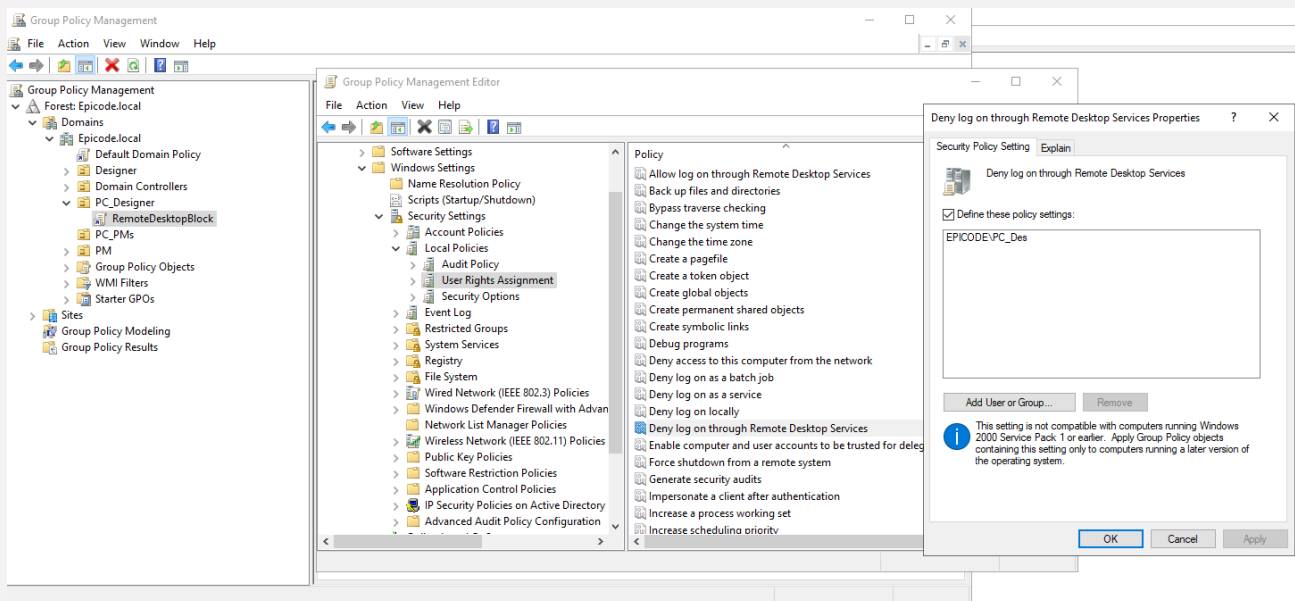 Group Policy Management
File Action View Window Help
Group Policy Management
Forest: Epicode.local
Domains
Epicode.local
Default Domain Policy
Designer
Domain Controllers
PC_Designer
RemoteDesktopBlock
PC_PMs
PM
Group Policy Objects
WMI Filters
Starter GPOs
Sites
Group Policy Modeling
Group Policy Results
Group Policy Management Editor
File Action View Help
Software Settings
Windows Settings
Name Resolution Policy
Scripts (Startup/Shutdown)
Security Settings
Account Policies
Local Policies
Audit Policy
User Rights Assignment
Security Options
Event Log
Restricted Groups
System Services
Registry
File System
Wired Network (IEEE 802.3) Policies
Windows Defender Firewall with Advan
Network List Manager Policies
Wireless Network (IEEE 802.11) Policies
Public Key Policies
Software Restriction Policies
Application Control Policies
IP Security Policies on Active Directory
Advanced Audit Policy Configuration
Policy
Allow log on through Remote Desktop Services
Back up files and directories
Bypass traverse checking
Change the system time
Change the time zone
Create a pagefile
Create a token object
Create global objects
Create permanent shared objects
Create symbolic links
Debug programs
Deny access to this computer from the network
Deny log on as a batch job
Deny log on as a service
Deny log on locally
Deny log on through Remote Desktop Services
Enable computer and user accounts to be trusted for deleg
Force shutdown from a remote system
Generate security audits
Impersonate a client after authentication
Increase a process working set
Increase scheduling priority
Deny log on through Remote Desktop Services Properties
Security Policy Setting Explain
Deny log on through Remote Desktop Services
Define these policy settings:
EPICODE\PC_Des
Add User or Group... Remove
This setting is not compatible with computers running Windows
2000 Service Pack 1 or earlier. Apply Group Policy objects
containing this setting only to computers running a later version of
the operating system.
OK Cancel Apply